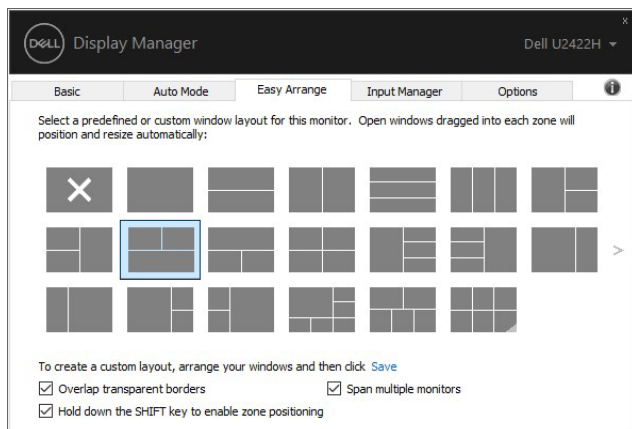 x
DELL Display Manager Dell U2422H
Basic Auto Mode Easy Arrange Input Manager Options i
Select a predefined or custom window layout for this monitor. Open windows dragged into each zone will
position and resize automatically:
>
To create a custom layout, arrange your windows and then click Save
Overlap transparent borders Span multiple monitors
Hold down the SHIFT key to enable zone positioning